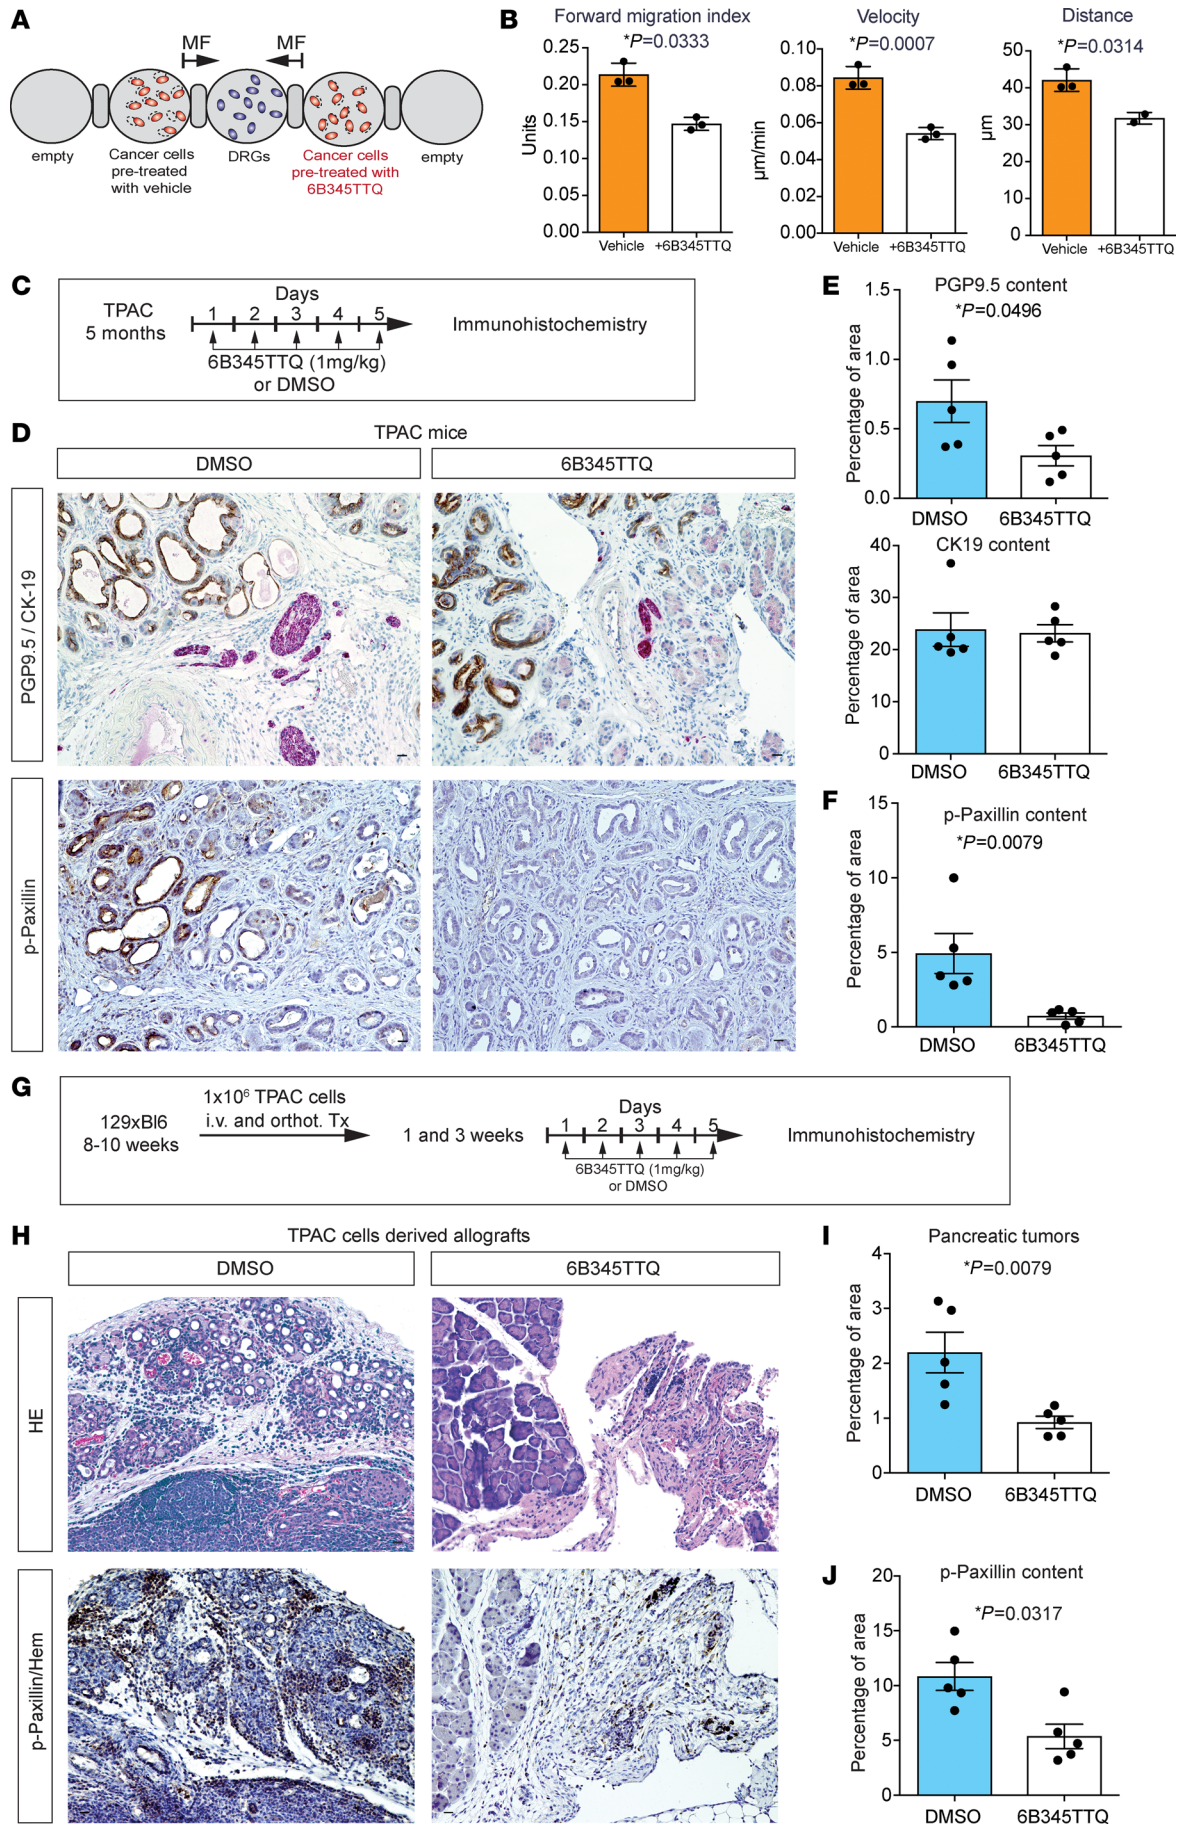 A
MF MF
empty
Cancer cells
pre-treated
with vehicle
DRGs
Cancer cells
pre-treated with
6B345TTQ
empty
B
Forward migration index
*P=0.0333
Units
0.25
0.20
0.15
0.10
0.05
0.00
Vehicle +6B345TTQ
Velocity
*P=0.0007
µm/min
0.10
0.08
0.06
0.04
0.02
0.00
Vehicle +6B345TTQ
Distance
*P=0.0314
µm
50
40
30
20
10
0
Vehicle +6B345TTQ
C
TPAC
5 months
Days
1 2 3 4 5
6B345TTQ (1mg/kg)
or DMSO
Immunohistochemistry
D
TPAC mice
DMSO 6B345TTQ
PGP9.5 / CK-19
p-Paxillin
E
PGP9.5 content
*P=0.0496
Percentage of area
1.5
1.0
0.5
0.0
DMSO 6B345TTQ
CK19 content
Percentage of area
40
30
20
10
0
DMSO 6B345TTQ
F
p-Paxillin content
*P=0.0079
Percentage of area
15
10
5
0
DMSO 6B345TTQ
G
129xBl6
8-10 weeks
1x10⁶ TPAC cells
i.v. and orthot. Tx
1 and 3 weeks
Days
1 2 3 4 5
6B345TTQ (1mg/kg)
or DMSO
Immunohistochemistry
H
TPAC cells derived allografts
DMSO 6B345TTQ
HE
p-Paxillin/Hem
I
Pancreatic tumors
*P=0.0079
Percentage of area
4
3
2
1
0
DMSO 6B345TTQ
J
p-Paxillin content
*P=0.0317
Percentage of area
20
15
10
5
0
DMSO 6B345TTQ